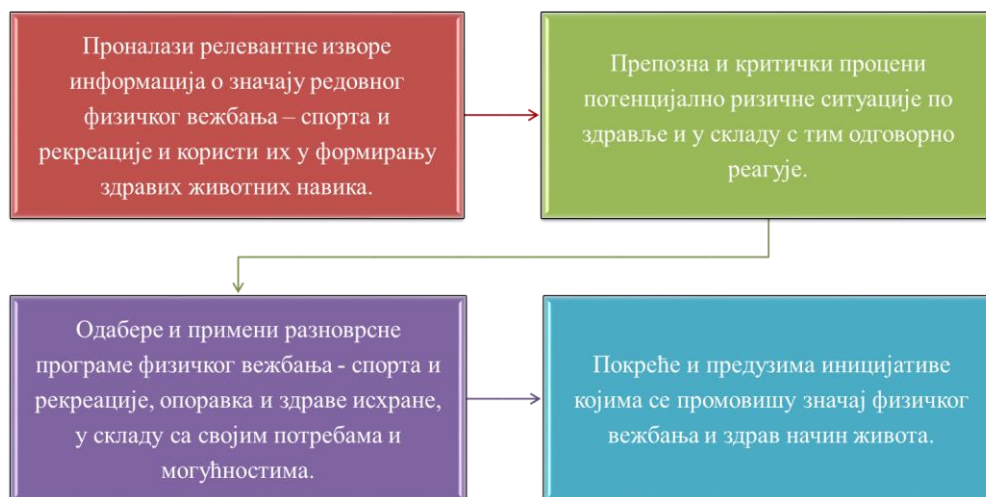 Проналази релевантне изворе
информација о значају редовног
физичког вежбања – спорта и
рекреације и користи их у формирању
здравих животних навика.
Препозна и критички процени
потенцијално ризичне ситуације по
здравље и у складу с тим одговорно
реагује.
Одабере и примени разноврсне
програме физичког вежбања - спорта и
рекреације, опоравка и здраве исхране,
у складу са својим потребама и
могућностима.
Покреће и предузима иницијативе
којима се промовишу значај физичког
вежбања и здрав начин живота.